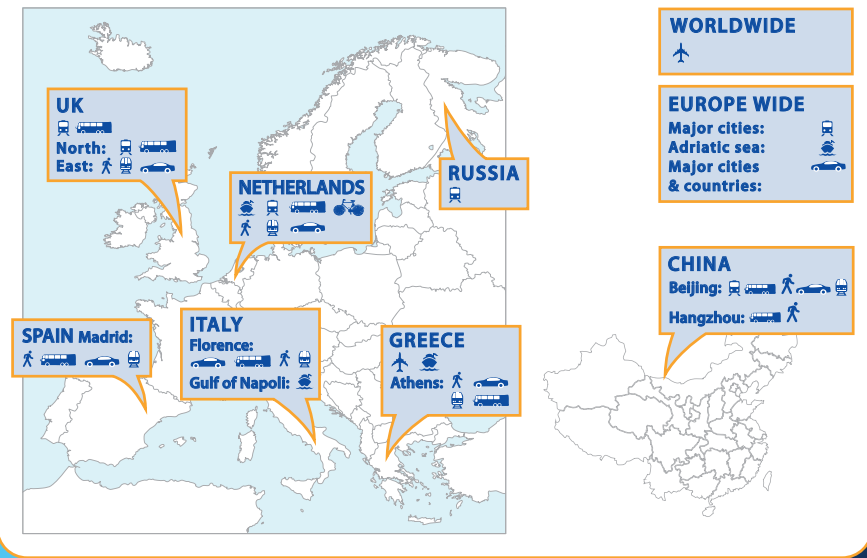 WORLDWIDE
UK
North:
East:
EUROPE WIDE
Major cities:
Adriatic sea:
Major cities
& countries:
RUSSIA
NETHERLANDS
CHINA
Beijing:
Hangzhou:
SPAIN Madrid:
ITALY
Florence:
Gulf of Napoli:
GREECE
Athens: